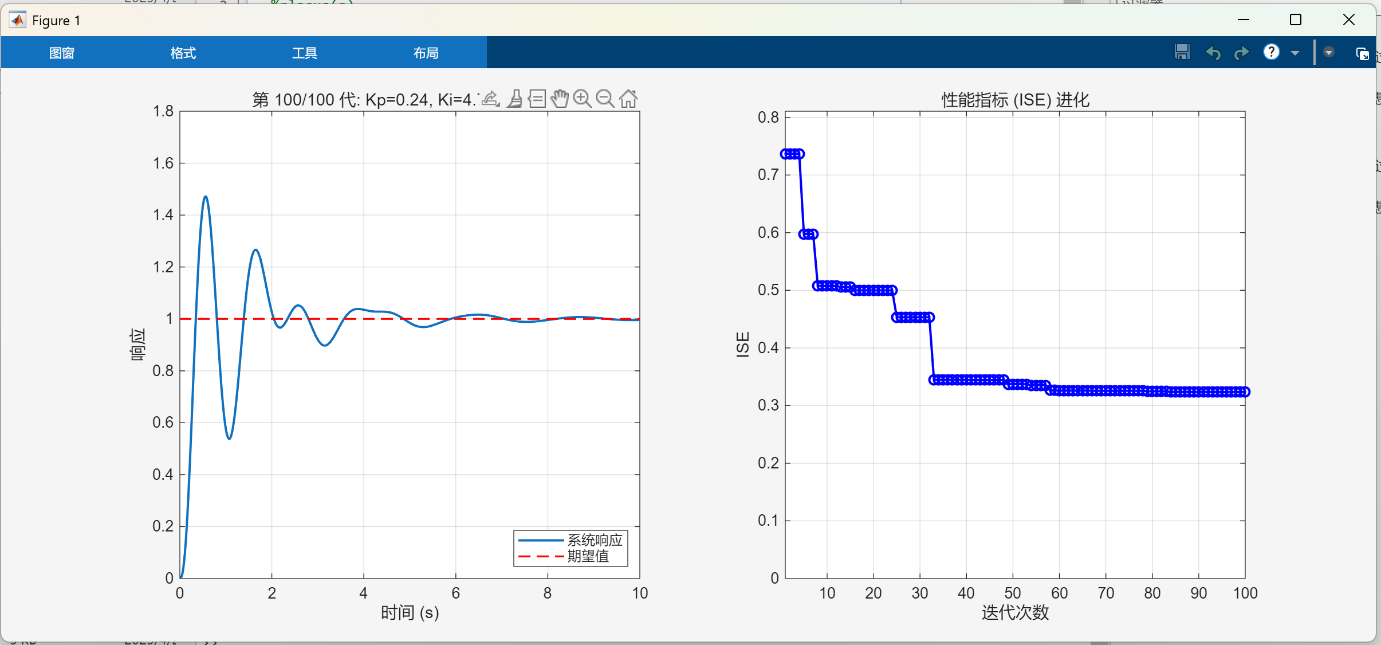 Figure 1
图窗 格式 工具 布局
第 100/100 代: Kp=0.24, Ki=4.
1.8
1.6
1.4
1.2
1
0.8
0.6
0.4
0.2
0
响应
0 2 4 6 8 10
时间 (s)
系统响应
期望值
性能指标 (ISE) 进化
0.8
0.7
0.6
0.5
0.4
0.3
0.2
0.1
0
ISE
10 20 30 40 50 60 70 80 90 100
迭代次数